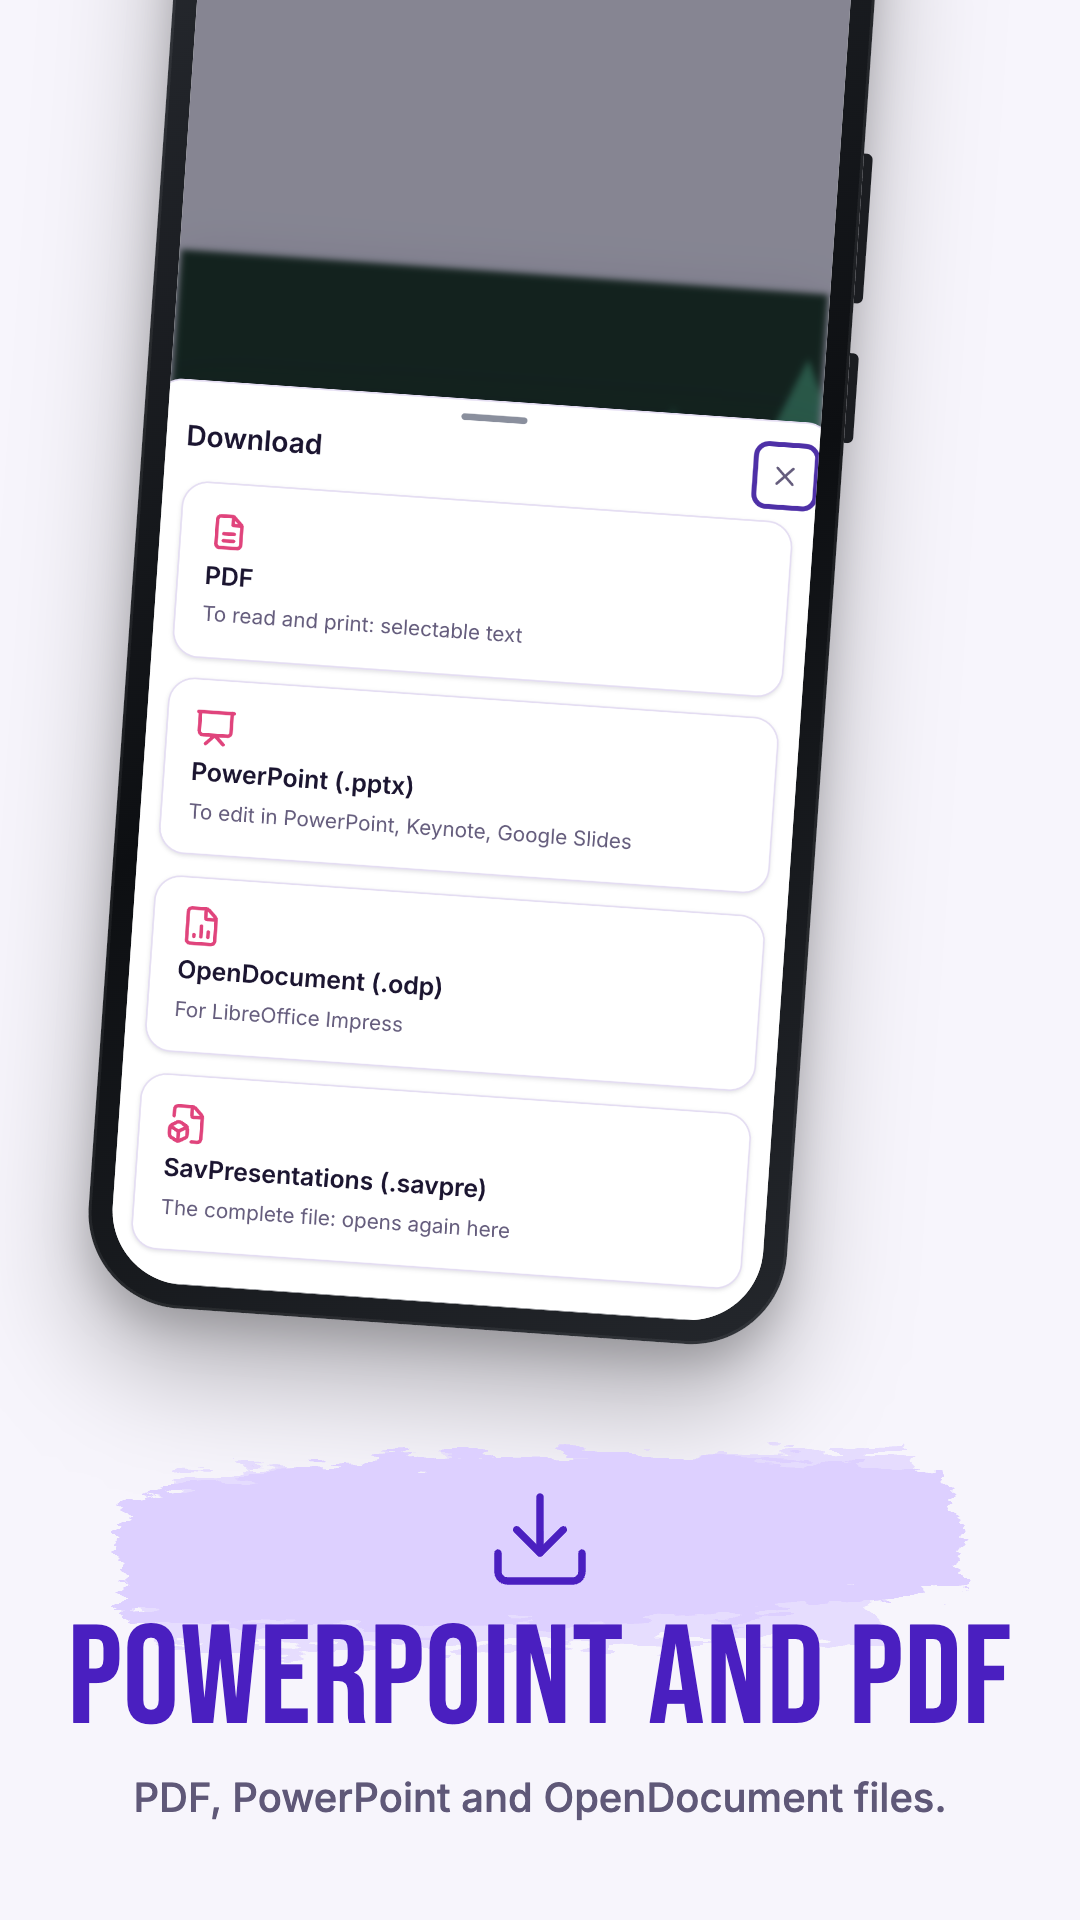 Download
PDF
To read and print: selectable text
PowerPoint (.pptx)
To edit in PowerPoint, Keynote, Google Slides
OpenDocument (.odp)
For LibreOffice Impress
SavPresentations (.savpre)
The complete file: opens again here
POWERPOINT AND PDF
PDF, PowerPoint and OpenDocument files.